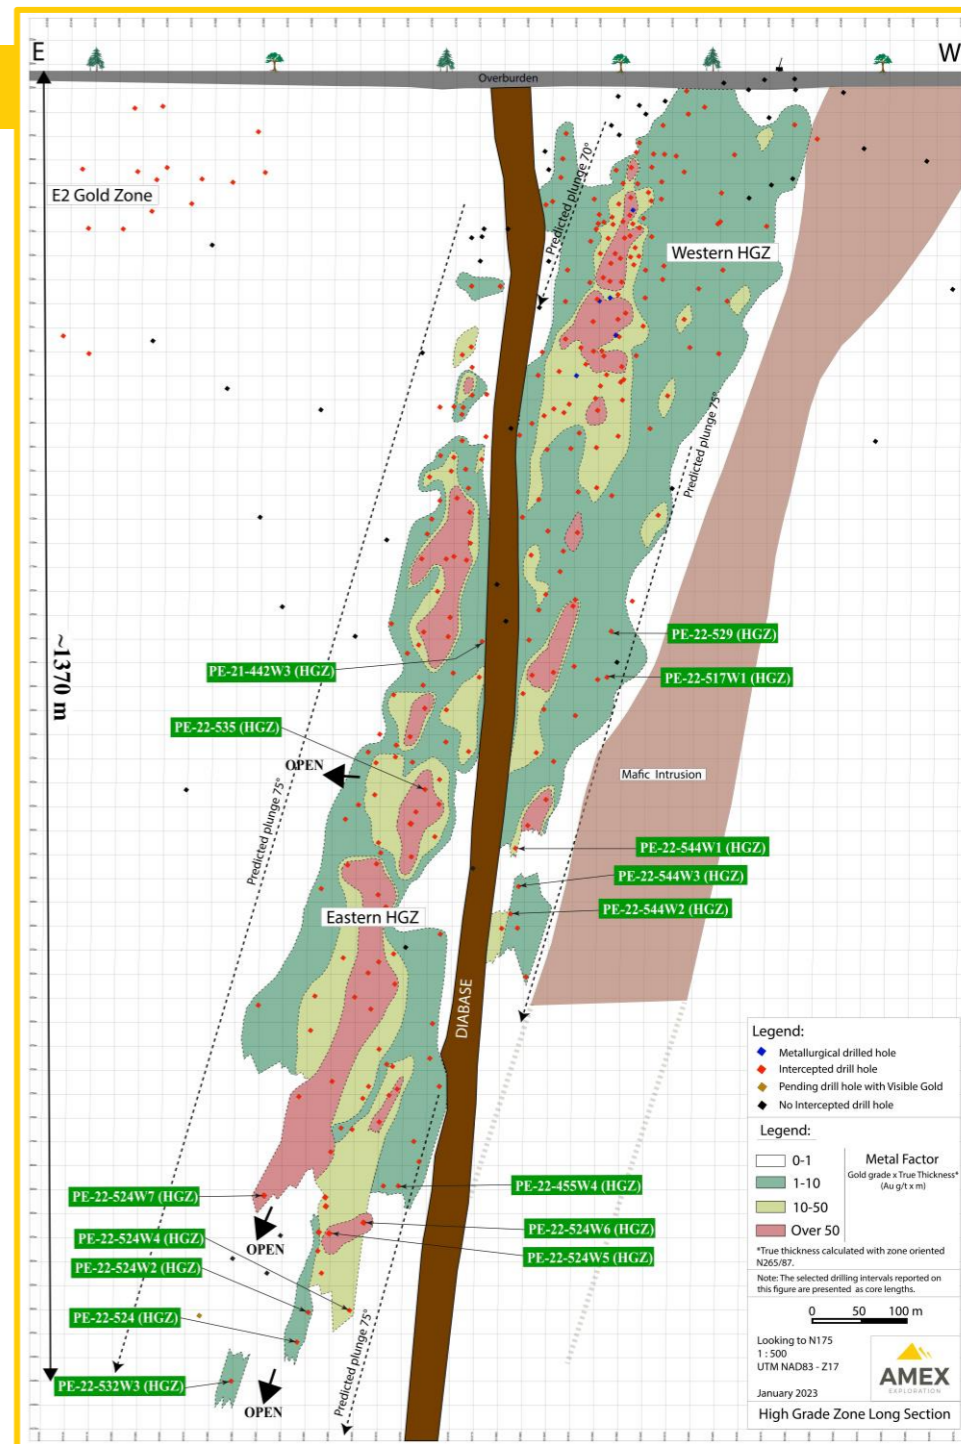 E
W
Overburden
E2 Gold Zone
Predicted plunge 70°
Western HGZ
Predicted plunge 75°
~1370 m
PE-22-529 (HGZ)
PE-21-442W3 (HGZ)
PE-22-517W1 (HGZ)
PE-22-535 (HGZ)
OPEN
Mafic Intrusion
Predicted plunge 75°
PE-22-544W1 (HGZ)
PE-22-544W3 (HGZ)
PE-22-544W2 (HGZ)
Eastern HGZ
DIABASE
PE-22-524W7 (HGZ)
PE-22-455W4 (HGZ)
PE-22-524W6 (HGZ)
PE-22-524W4 (HGZ)
OPEN
PE-22-524W5 (HGZ)
PE-22-524W2 (HGZ)
PE-22-524 (HGZ)
Predicted plunge 75°
PE-22-532W3 (HGZ)
OPEN
Legend:
Metallurgical drilled hole
Intercepted drill hole
Pending drill hole with Visible Gold
No Intercepted drill hole
Legend:
0-1
1-10
10-50
Over 50
Metal Factor
Gold grade x True Thickness*
(Au g/t x m)
*True thickness calculated with zone oriented
N265/87.
Note: The selected drilling intervals reported on
this figure are presented as core lengths.
0 50 100 m
Looking to N175
1 : 500
UTM NAD83 - Z17
January 2023
AMEX
EXPLORATION
High Grade Zone Long Section